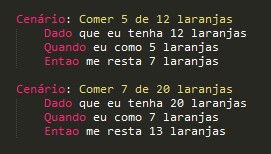 Cenário: Comer 5 de 12 laranjas
Dado que eu tenha 12 laranjas
Quando eu como 5 laranjas
Entao me resta 7 laranjas
Cenário: Comer 7 de 20 laranjas
Dado que eu tenha 20 laranjas
Quando eu como 7 laranjas
Entao me resta 13 laranjas